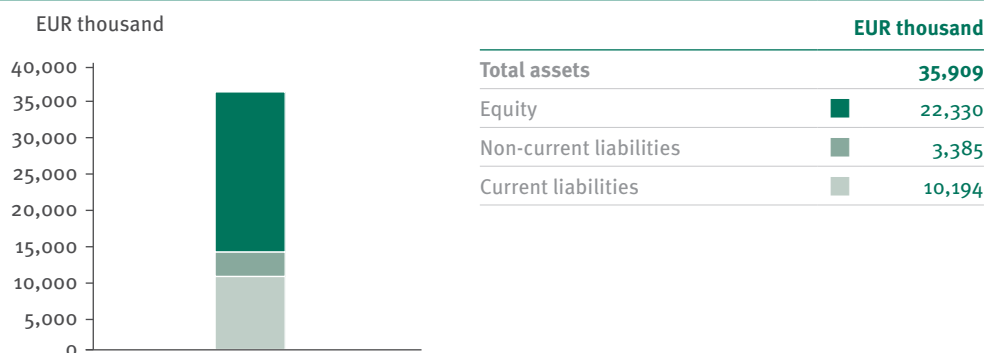 EUR thousand
40,000
35,000
30,000
25,000
20,000
15,000
10,000
5,000
0
EUR thousand
Total assets 35,909
Equity 22,330
Non-current liabilities 3,385
Current liabilities 10,194